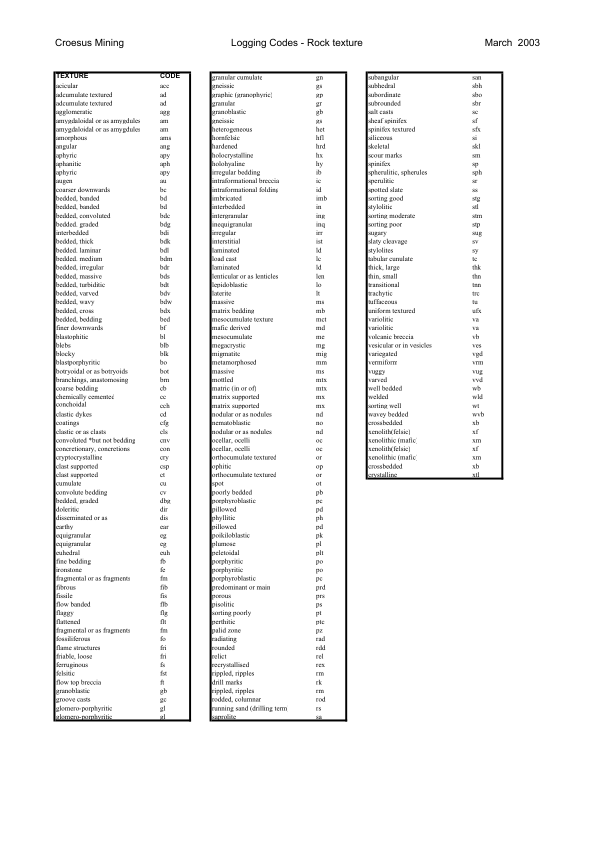 Croesus Mining Logging Codes - Rock texture March 2003
TEXTURE CODE
acicular acc
adcumulate textured ad
adcumulate textured ad
agglomeratic agg
amygdaloidal or as amygdules am
amygdaloidal or as amygdules am
amorphous ams
angular ang
aphyric apy
aphanitic aph
aphyric apy
augen au
coarser downwards bc
bedded, banded bd
bedded, banded bd
bedded, convoluted bdc
bedded. graded bdg
interbedded bdi
bedded, thick bdk
bedded. laminar bdl
bedded. medium bdm
bedded, irregular bdr
bedded, massive bds
bedded, turbiditic bdt
bedded, varved bdv
bedded, wavy bdw
bedded, cross bdx
bedded, bedding bed
finer downwards bf
blastophitic bl
blebs blb
blocky blk
blastporphyritic bo
botryoidal or as botryoids bot
branchings, anastomosing bm
coarse bedding cb
chemically cementec cc
conchoidal cch
clastic dykes cd
coatings cfg
clastic or as clasts cls
convoluted *but not bedding cnv
concretionary, concretions con
cryptocrystalline cry
clast supported csp
clast supported ct
cumulate cu
convolute bedding cv
bedded, graded dbg
doleritic dir
disseminated or as dis
earthy ear
equigranular eg
equigranular eg
euhedral euh
fine bedding fb
ironstone fe
fragmental or as fragments fm
fibrous fib
fissile fis
flow banded flb
flaggy flg
flattened flt
fragmental or as fragments fm
fossiliferous fo
flame structures fri
friable, loose fri
ferruginous fs
felsitic fst
flow top breccia ft
granoblastic gb
groove casts gc
glomero-porphyritic gl
glomero-porphyritic gl
granular cumulate gn
gneissic gs
graphic (granophyric) gp
granular gr
granoblastic gb
gneissic gs
heterogeneous het
hornfelsic hfl
hardened hrd
holocrystalline hx
holohyaline hy
irregular bedding ib
intraformational breccia ic
intraformational folding id
imbricated imb
interbedded in
intergranular ing
inequigranular inq
irregular irr
interstitial ist
laminated ld
load cast lc
laminated ld
lenticular or as lenticles len
lepidoblastic lo
laterite lt
massive ms
matrix bedding mb
mesocumulate texture mct
mafic derived md
mesocumulate me
megacrystic mg
migmatite mig
metamorphosed mm
massive ms
mottled mtx
matric (in or of) mtx
matrix supported mx
matrix supported mx
nodular or as nodules nd
nematoblastic no
nodular or as nodules nd
ocellar, ocelli oc
ocellar, ocelli oc
orthocumulate textured or
ophitic op
orthocumulate textured or
spot ot
poorly bedded pb
porphyroblastic pc
pillowed pd
phyllitic ph
pillowed pd
poikiloblastic pk
plumose pl
peletoidal plt
porphyritic po
porphyritic po
porphyroblastic pc
predominant or main prd
porous prs
pisolitic ps
sorting poorly pt
perthitic ptc
palid zone pz
radiating rad
rounded rdd
relict rel
recrystallised rex
rippled, ripples rm
drill marks rk
rippled, ripples rm
rodded, columnar rod
running sand (drilling term rs
saprolite sa
subangular san
subhedral sbh
subordinate sbo
subrounded sbr
salt casts sc
sheaf spinifex sf
spinifex textured sfx
siliceous si
skeletal skl
scour marks sm
spinifex sp
spherulitic, spherules sph
sperulitic sr
spotted slate ss
sorting good stg
stylolitic stl
sorting moderate stm
sorting poor stp
sugary sug
slaty cleavage sv
stylolites sy
tabular cumulate tc
thick, large thk
thin, small thn
transitional tnn
trachytic trc
tuffaceous tu
uniform textured ufx
variolitic va
variolitic va
volcanic breccia vb
vesicular or in vesicles ves
variegated vgd
vermiform vrm
vuggy vug
varved vvd
well bedded wb
welded wld
sorting well wt
wavey bedded wvb
crossbedded xb
xenolith(felsic) xf
xenolithic (mafic) xm
xenolith(felsic) xf
xenolithic (mafic) xm
crossbedded xb
crystalline xtl